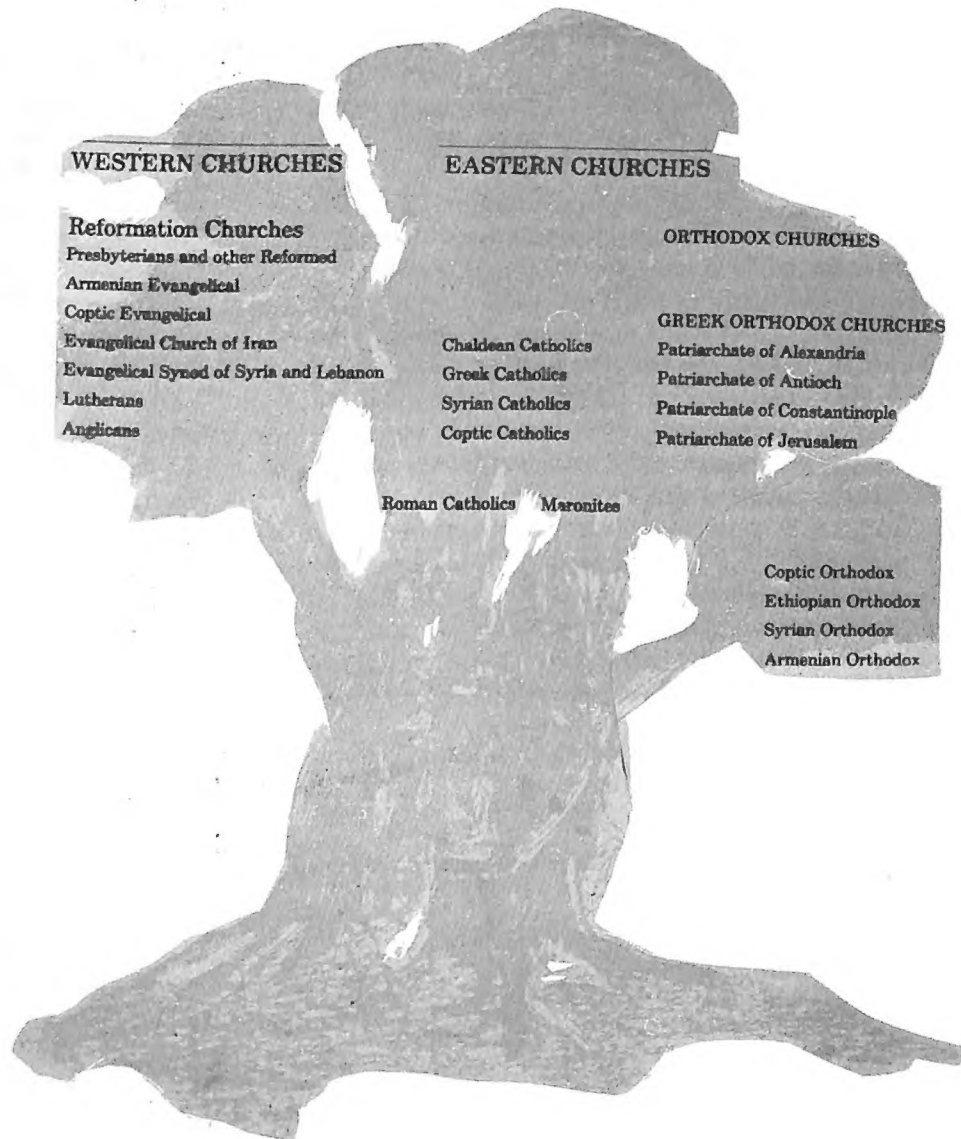 WESTERN CHURCHES
Reformation Churches
Presbyterians and other Reformed
Armenian Evangelical
Coptic Evangelical
Evangelical Church of Iran
Evangelical Synod of Syria and Lebanon
Lutherans
Anglicans
EASTERN CHURCHES
Chaldean Catholics
Greek Catholics
Syrian Catholics
Coptic Catholics
Roman Catholics
Maronites
ORTHODOX CHURCHES
GREEK ORTHODOX CHURCHES
Patriarchate of Alexandria
Patriarchate of Antioch
Patriarchate of Constantinople
Patriarchate of Jerusalem
Coptic Orthodox
Ethiopian Orthodox
Syrian Orthodox
Armenian Orthodox